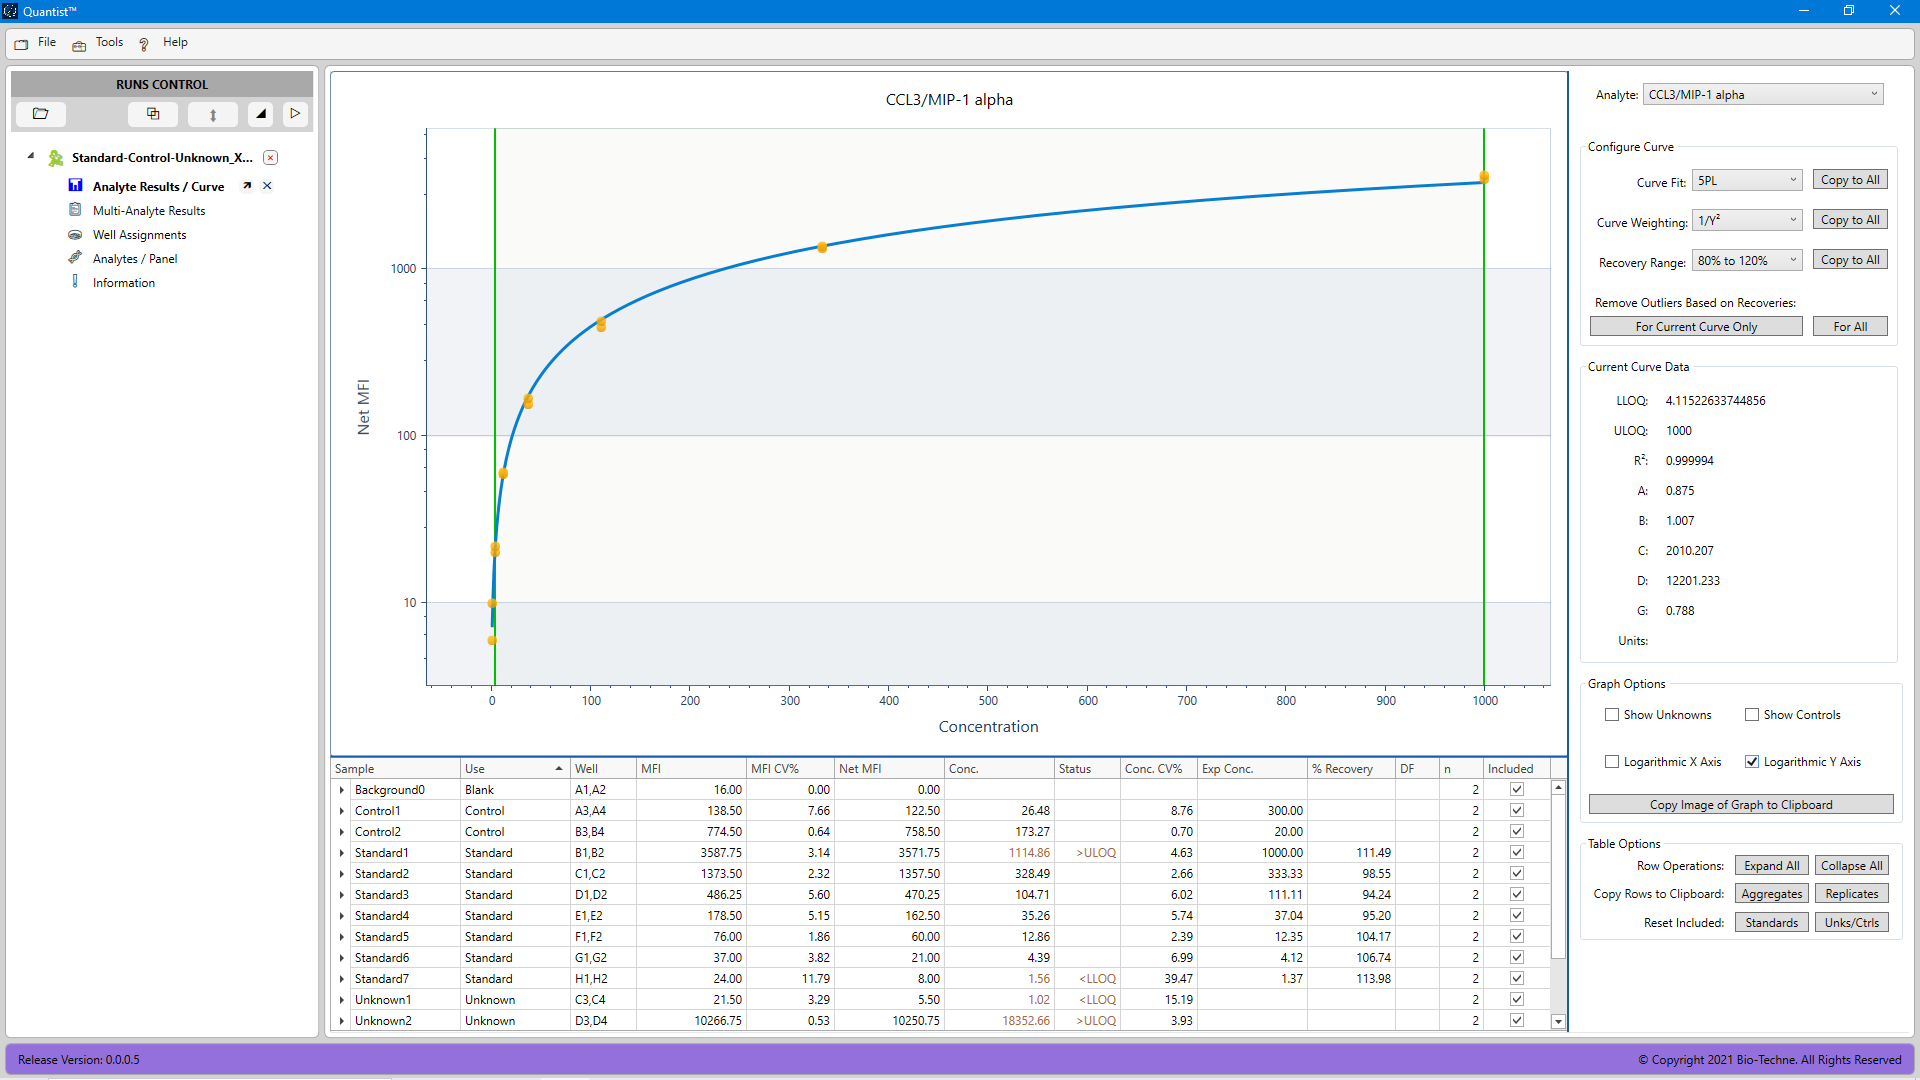 Quantist™
File Tools Help
RUNS CONTROL
Standard-Control-Unknown_X...
Analyte Results / Curve
Multi-Analyte Results
Well Assignments
Analytes / Panel
Information
CCL3/MIP-1 alpha
Net MFI
1000
100
10
0 100 200 300 400 500 600 700 800 900 1000
Concentration
Sample Use Well MFI MFI CV% Net MFI Conc. Status Conc. CV% Exp Conc. % Recovery DF n Included
Background0 Blank A1,A2 16.00 0.00 0.00 2
Control1 Control A3,A4 138.50 7.66 122.50 26.48 8.76 300.00 2
Control2 Control B3,B4 774.50 0.64 758.50 173.27 0.70 20.00 2
Standard1 Standard B1,B2 3587.75 3.14 3571.75 1114.86 >ULOQ 4.63 1000.00 111.49 2
Standard2 Standard C1,C2 1373.50 2.32 1357.50 328.49 2.66 333.33 98.55 2
Standard3 Standard D1,D2 486.25 5.60 470.25 104.71 6.02 111.11 94.24 2
Standard4 Standard E1,E2 178.50 5.15 162.50 35.26 5.74 37.04 95.20 2
Standard5 Standard F1,F2 76.00 1.86 60.00 12.86 2.39 12.35 104.17 2
Standard6 Standard G1,G2 37.00 3.82 21.00 4.39 6.99 4.12 106.74 2
Standard7 Standard H1,H2 24.00 11.79 8.00 1.56 <LLOQ 39.47 1.37 113.98 2
Unknown1 Unknown C3,C4 21.50 3.29 5.50 1.02 <LLOQ 15.19 2
Unknown2 Unknown D3,D4 10266.75 0.53 10250.75 18352.66 >ULOQ 3.93 2
Analyte: CCL3/MIP-1 alpha
Configure Curve
Curve Fit: 5PL Copy to All
Curve Weighting: 1/Y² Copy to All
Recovery Range: 80% to 120% Copy to All
Remove Outliers Based on Recoveries:
For Current Curve Only For All
Current Curve Data
LLOQ: 4.11522633744856
ULOQ: 1000
R²: 0.999994
A: 0.875
B: 1.007
C: 2010.207
D: 12201.233
G: 0.788
Units:
Graph Options
Show Unknowns Show Controls
Logarithmic X Axis Logarithmic Y Axis
Copy Image of Graph to Clipboard
Table Options
Row Operations: Expand All Collapse All
Copy Rows to Clipboard: Aggregates Replicates
Reset Included: Standards Unks/Ctrls
Release Version: 0.0.0.5
© Copyright 2021 Bio-Techne. All Rights Reserved